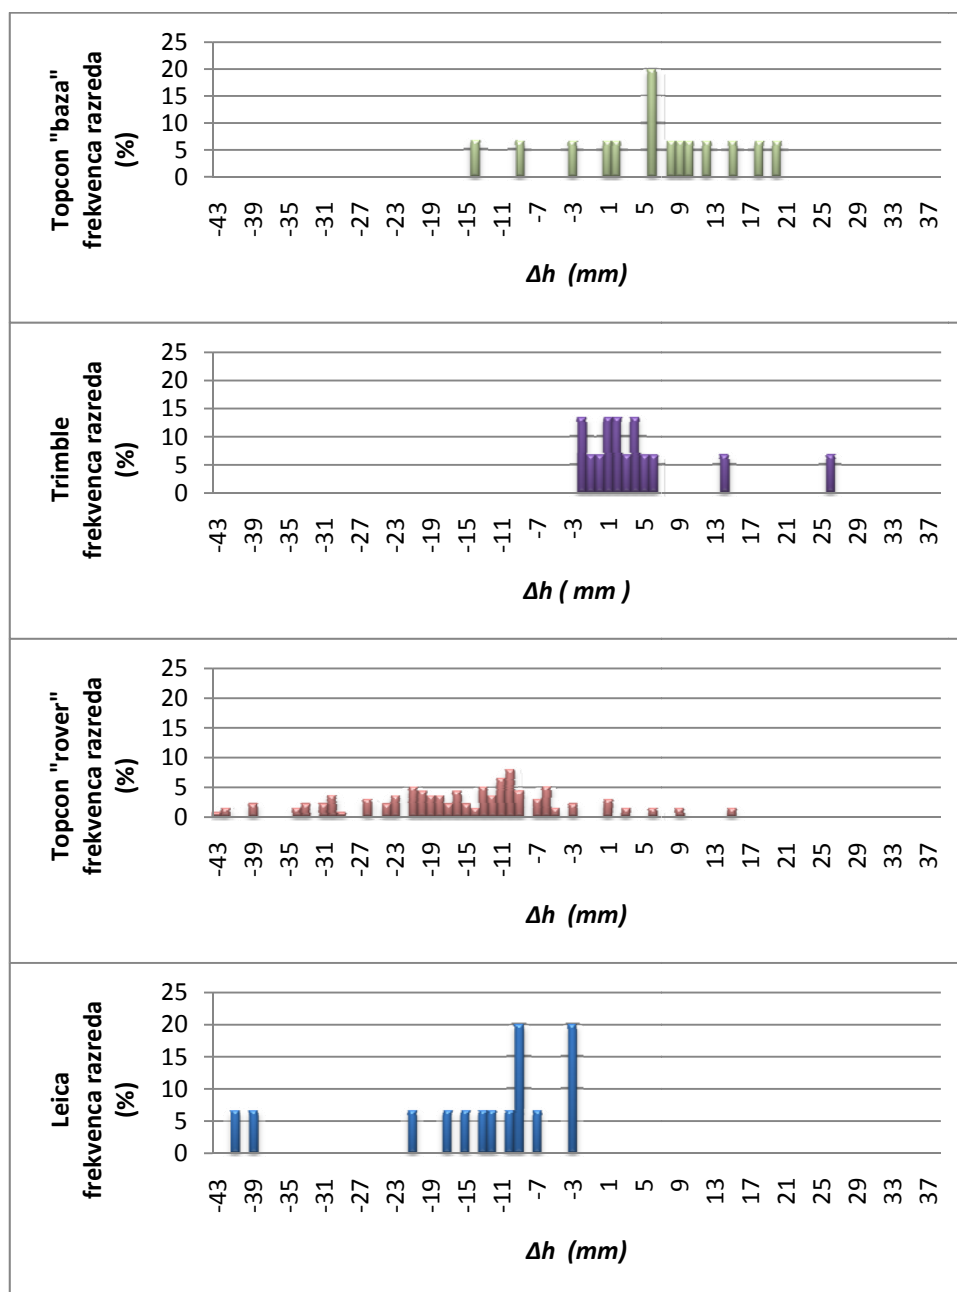 Topcon "baza"
frekvenca razreda
(%)
25
20
15
10
5
0
-43 -39 -35 -31 -27 -23 -19 -15 -11 -7 -3 1 5 9 13 17 21 25 29 33 37
Δh (mm)
Trimble
frekvenca razreda
(%)
25
20
15
10
5
0
-43 -39 -35 -31 -27 -23 -19 -15 -11 -7 -3 1 5 9 13 17 21 25 29 33 37
Δh ( mm )
Topcon "rover"
frekvenca razreda
(%)
25
20
15
10
5
0
-43 -39 -35 -31 -27 -23 -19 -15 -11 -7 -3 1 5 9 13 17 21 25 29 33 37
Δh (mm)
Leica
frekvenca razreda
(%)
25
20
15
10
5
0
-43 -39 -35 -31 -27 -23 -19 -15 -11 -7 -3 1 5 9 13 17 21 25 29 33 37
Δh (mm)